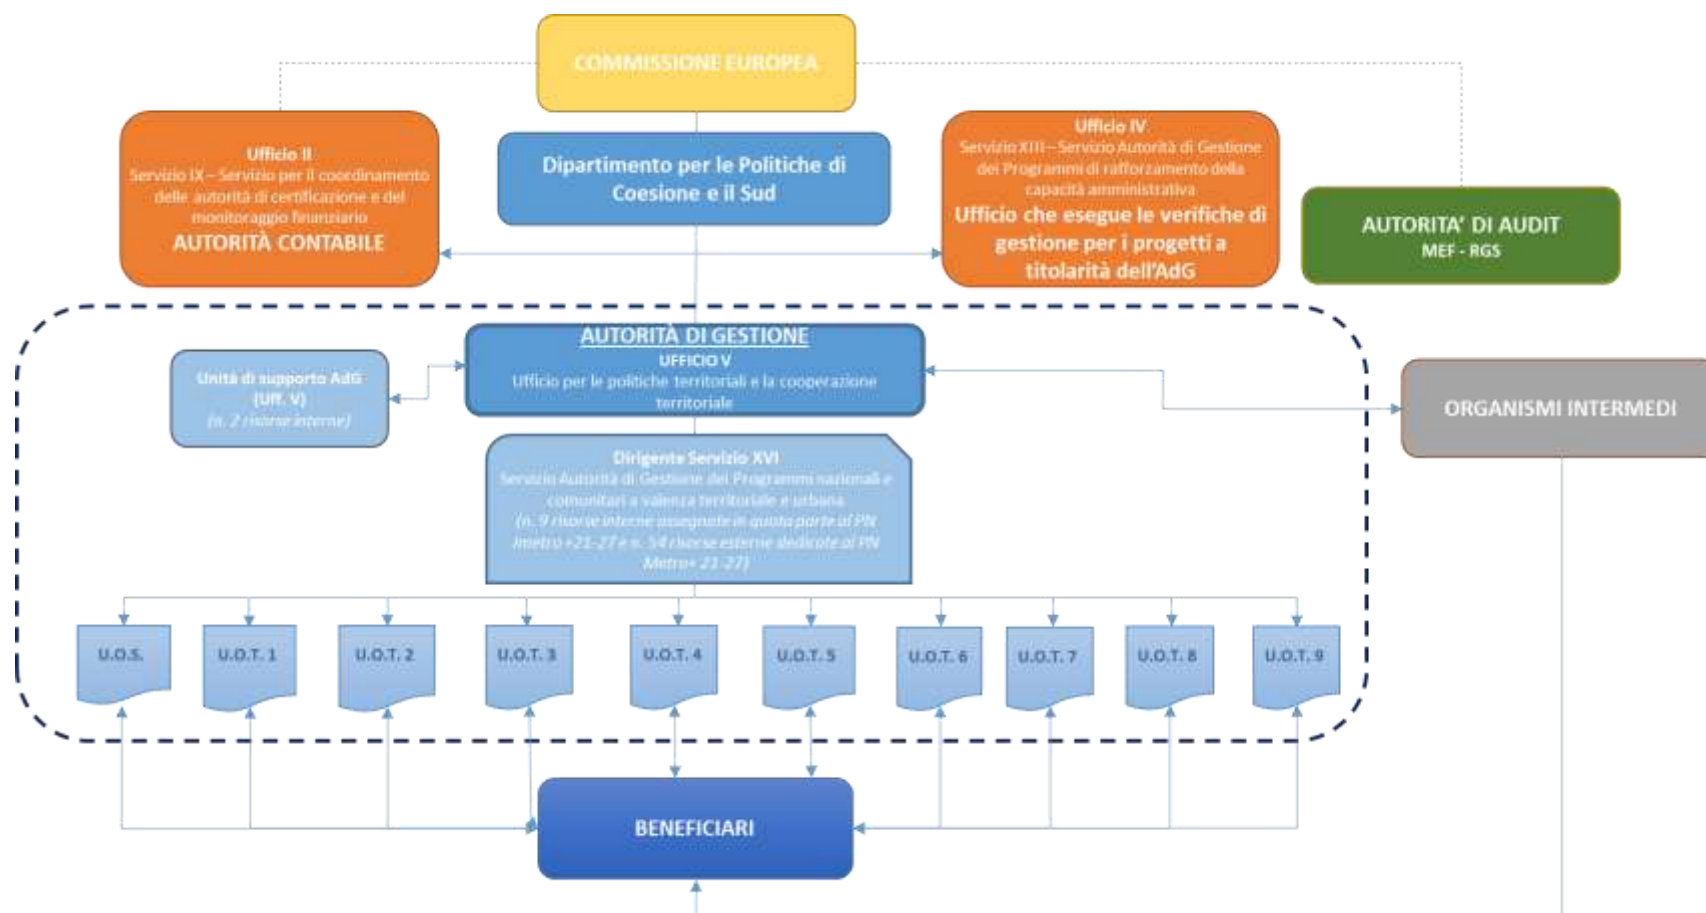 COMMISSIONE EUROPEA
Ufficio II
Servizio IX – Servizio per il coordinamento
delle autorità di certificazione e del
monitoraggio finanziario
AUTORITÀ CONTABILE
Dipartimento per le Politiche di
Coesione e il Sud
Ufficio IV
Servizio XIII – Servizio Autorità di Gestione
dei Programmi di rafforzamento della
capacità amministrativa
Ufficio che esegue le verifiche di
gestione per i progetti a
titolarità dell'AdG
AUTORITA' DI AUDIT
MEF - RGS
AUTORITÀ DI GESTIONE
UFFICIO V
Ufficio per le politiche territoriali e la cooperazione
territoriale
Unità di supporto AdG
(Uff. V)
(n. 2 risorse interne)
ORGANISMI INTERMEDI
Dirigente Servizio XVI
Servizio Autorità di Gestione dei Programmi nazionali e
comunitari a valenza territoriale e urbana
(n. 9 risorse interne assegnate in quota parte al PN
metro +21-27 e n. 54 risorse esterne dedicate al PN
Metro+ 21-27)
U.O.S.
U.O.T. 1
U.O.T. 2
U.O.T. 3
U.O.T. 4
U.O.T. 5
U.O.T. 6
U.O.T. 7
U.O.T. 8
U.O.T. 9
BENEFICIARI